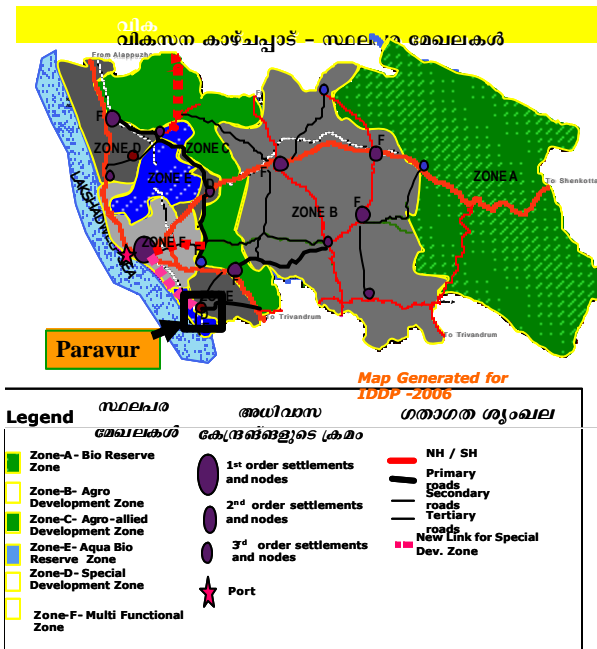 വിക
വികസന കാഴ്ചപ്പാട് – സ്ഥലപര മേഖലകൾ
From Alappuzha
F
ZONE D
ZONE C
F
F
ZONE A
To Shenkotta
ZONE B
F
ZONE F
F
F
To Trivandrum
To Trivandrum
Paravur
Map Generated for
IDDP -2006
Legend
സ്ഥലപര
മേഖലകൾ
Zone-A- Bio Reserve
Zone
Zone-B- Agro
Development Zone
Zone-C- Agro-allied
Development Zone
Zone-E- Aqua Bio
Reserve Zone
Zone-D- Special
Development Zone
Zone-F- Multi Functional
Zone
അധിവാസ
കേന്ദ്രങ്ങളുടെ ക്രമം
1st order settlements
and nodes
2nd order settlements
and nodes
3rd order settlements
and nodes
Port
ഗതാഗത ശൃംഖല
NH / SH
Primary
roads
Secondary
roads
Tertiary
roads
New Link for Special
Dev. Zone